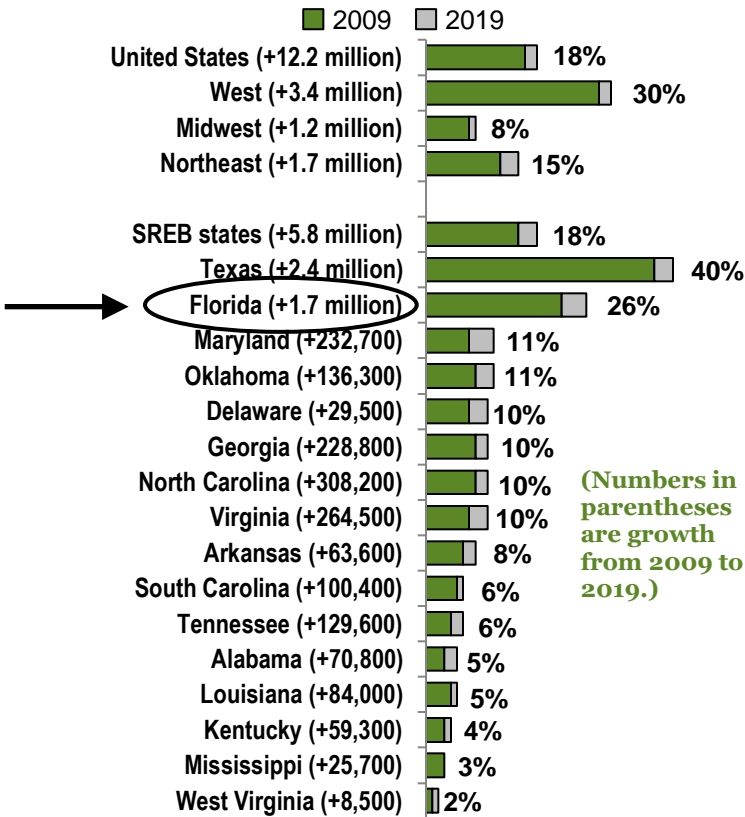 2009 2019
United States (+12.2 million) 18%
West (+3.4 million) 30%
Midwest (+1.2 million) 8%
Northeast (+1.7 million) 15%
SREB states (+5.8 million) 18%
Texas (+2.4 million) 40%
Florida (+1.7 million) 26%
Maryland (+232,700) 11%
Oklahoma (+136,300) 11%
Delaware (+29,500) 10%
Georgia (+228,800) 10%
North Carolina (+308,200) 10%
Virginia (+264,500) 10%
Arkansas (+63,600) 8%
South Carolina (+100,400) 6%
Tennessee (+129,600) 6%
Alabama (+70,800) 5%
Louisiana (+84,000) 5%
Kentucky (+59,300) 4%
Mississippi (+25,700) 3%
West Virginia (+8,500) 2%
(Numbers in
parentheses
are growth
from 2009 to
2019.)